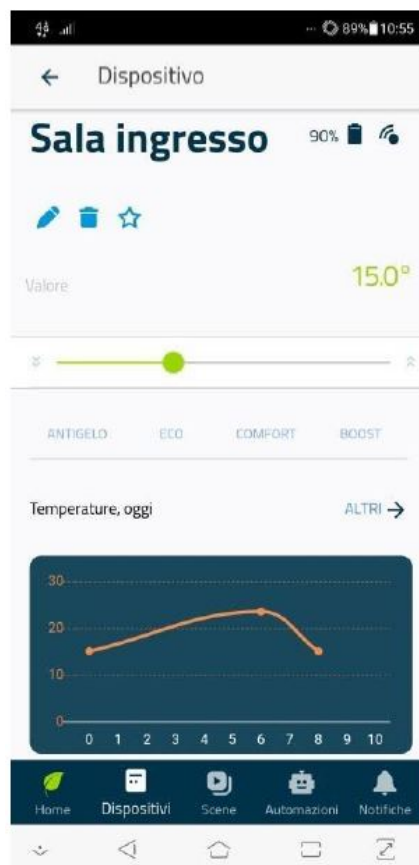 89% 10:55
Dispositivo
Sala ingresso 90%
Valore 15.0°
ANTIGELO ECO COMFORT BOOST
Temperature, oggi ALTRI
30
20
10
0
0 1 2 3 4 5 6 7 8 9 10
Home Dispositivi Scene Automazioni Notifiche